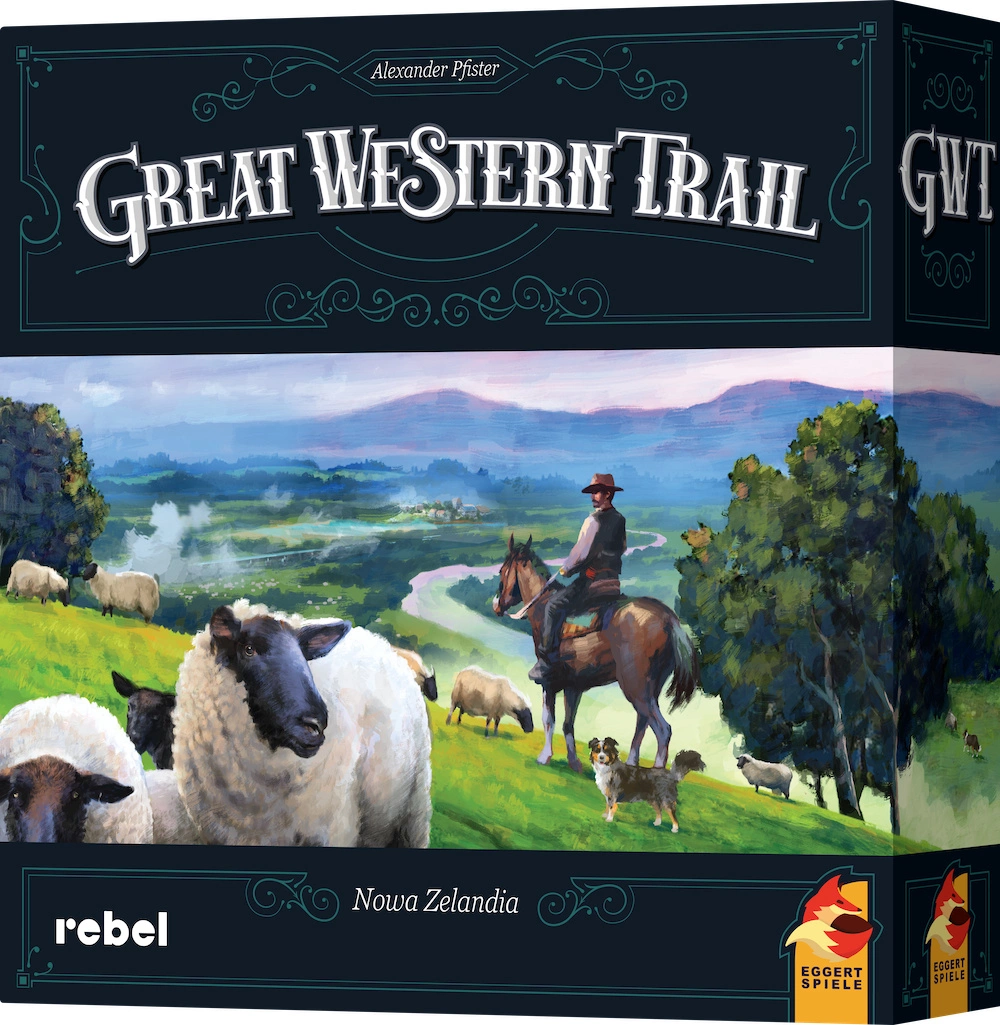 Alexander Pfister
GREAT WESTERN TRAIL
GWT
Nowa Zelandia
rebel
EGGERT
SPIELE
EGGERT
SPIELE